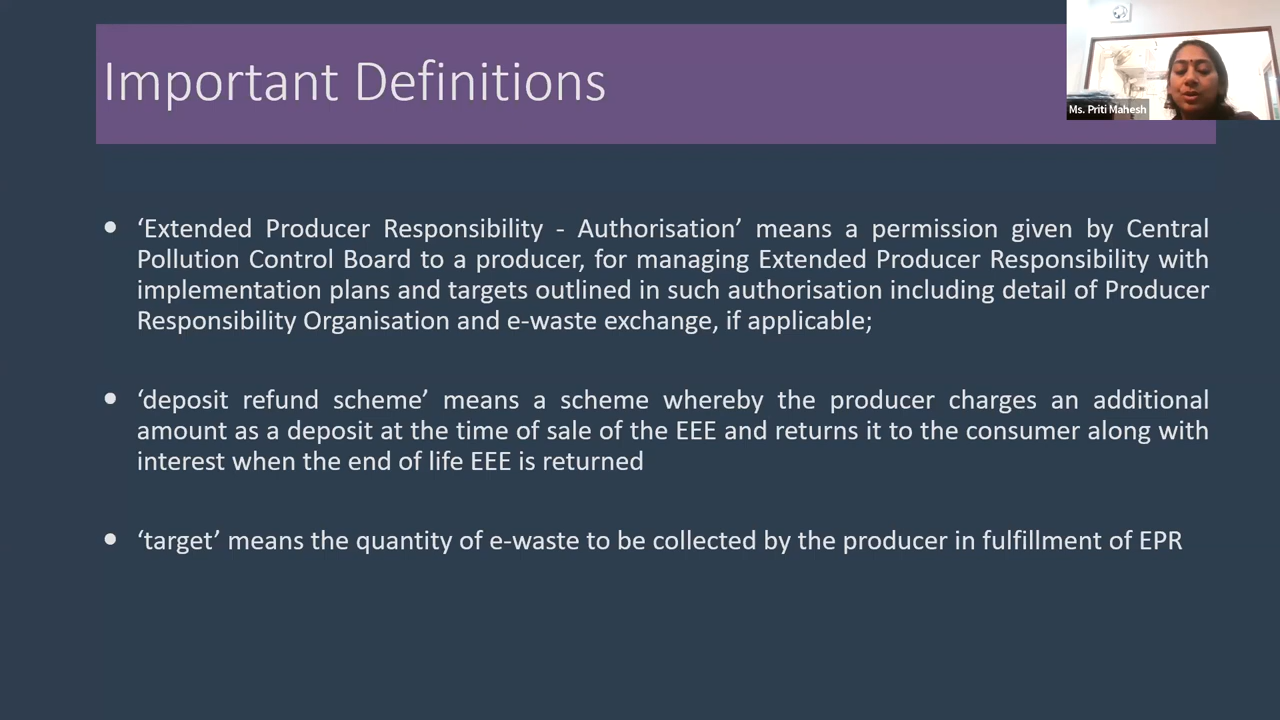 Important Definitions
Ms. Priti Mahesh
• ‘Extended Producer Responsibility - Authorisation’ means a permission given by Central
Pollution Control Board to a producer, for managing Extended Producer Responsibility with
implementation plans and targets outlined in such authorisation including detail of Producer
Responsibility Organisation and e-waste exchange, if applicable;
• ‘deposit refund scheme’ means a scheme whereby the producer charges an additional
amount as a deposit at the time of sale of the EEE and returns it to the consumer along with
interest when the end of life EEE is returned
• ‘target’ means the quantity of e-waste to be collected by the producer in fulfillment of EPR